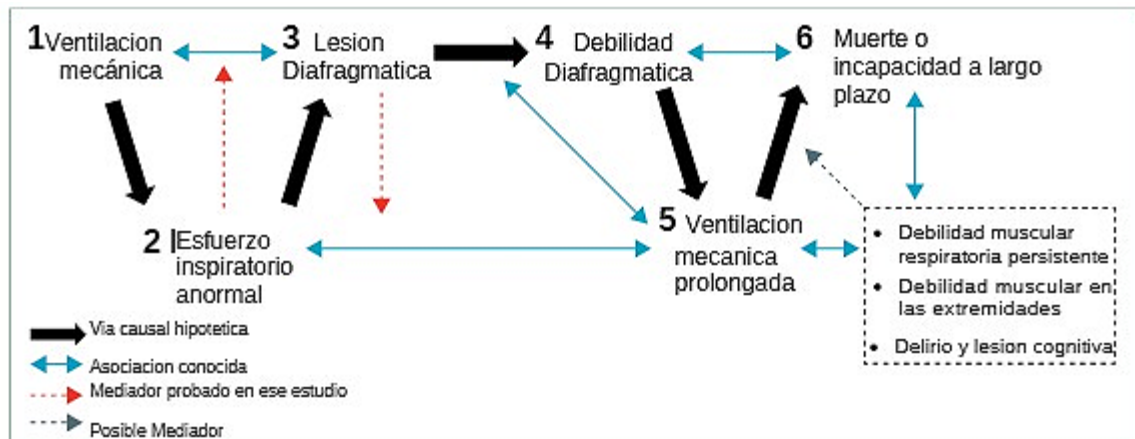 1 Ventilacion
mecánica
3 Lesion
Diafragmatica
4 Debilidad
Diafragmatica
6 Muerte o
incapacidad a largo
plazo
2 Esfuerzo
inspiratorio
anormal
5 Ventilacion
mecanica
prolongada
• Debilidad muscular
respiratoria persistente
• Debilidad muscular en
las extremidades
• Delirio y lesion cognitiva
Via causal hipotetica
Asociacion conocida
Mediador probado en ese estudio
Posible Mediador